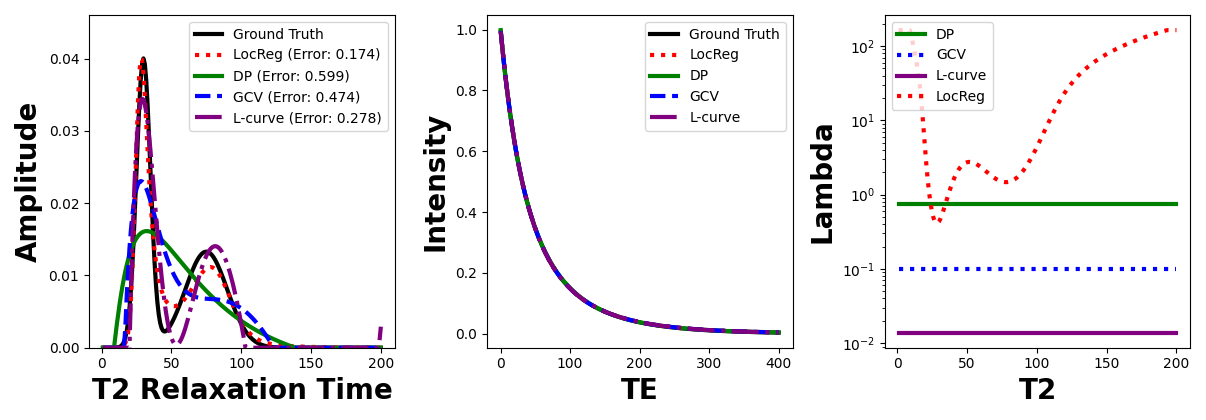 Amplitude
0.04
0.03
0.02
0.01
0.00
0
50
100
150
200
T2 Relaxation Time
Ground Truth
LocReg (Error: 0.174)
DP (Error: 0.599)
GCV (Error: 0.474)
L-curve (Error: 0.278)
Intensity
1.0
0.8
0.6
0.4
0.2
0.0
0
100
200
300
400
TE
Ground Truth
LocReg
DP
GCV
L-curve
Lambda
10²
10¹
10⁰
10⁻¹
10⁻²
0
50
100
150
200
T2
DP
GCV
L-curve
LocReg